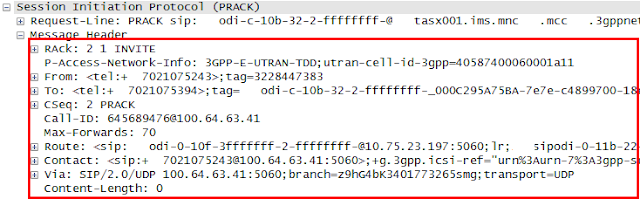 Session Initiation Protocol (PRACK)
Request-Line: PRACK sip: odi-c-10b-32-2-ffffffff-@ tasx001.ims.mnc .mcc .3gppnet
Message Header
RAck: 2 1 INVITE
P-Access-Network-Info: 3GPP-E-UTRAN-TDD;utran-cell-id-3gpp=40587400060001a11
From: <tel:+ 7021075243>;tag=3228447383
To: <tel:+ 7021075394>;tag= odi-c-10b-32-2-ffffffff-_000C295A75BA-7e7e-c4899700-18
CSeq: 2 PRACK
Call-ID: 645689476@100.64.63.41
Max-Forwards: 70
Route: <sip: odi-0-10f-3fffffff-2-ffffffff-@10.75.23.197:5060;lr; sipodi-0-11b-22
Contact: <sip:+ 7021075243@100.64.63.41:5060>;+g.3gpp.icsi-ref="urn%3Aurn-7%3A3gpp-s
Via: SIP/2.0/UDP 100.64.63.41:5060;branch=z9hG4bK3401773265smg;transport=UDP
Content-Length: 0